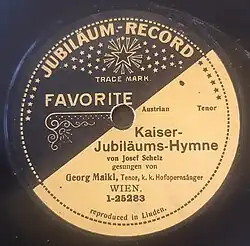 JUBILÄUM-RECORD
TRADE MARK.
FAVORITE
Austrian Tenor
Kaiser-
Jubiläums-Hymne
von Josef Scheiz
gesungen von
Georg Maikl, Tenor, k. k. Hofopernsänger
WIEN.
1-25283
reproduced in Linden.